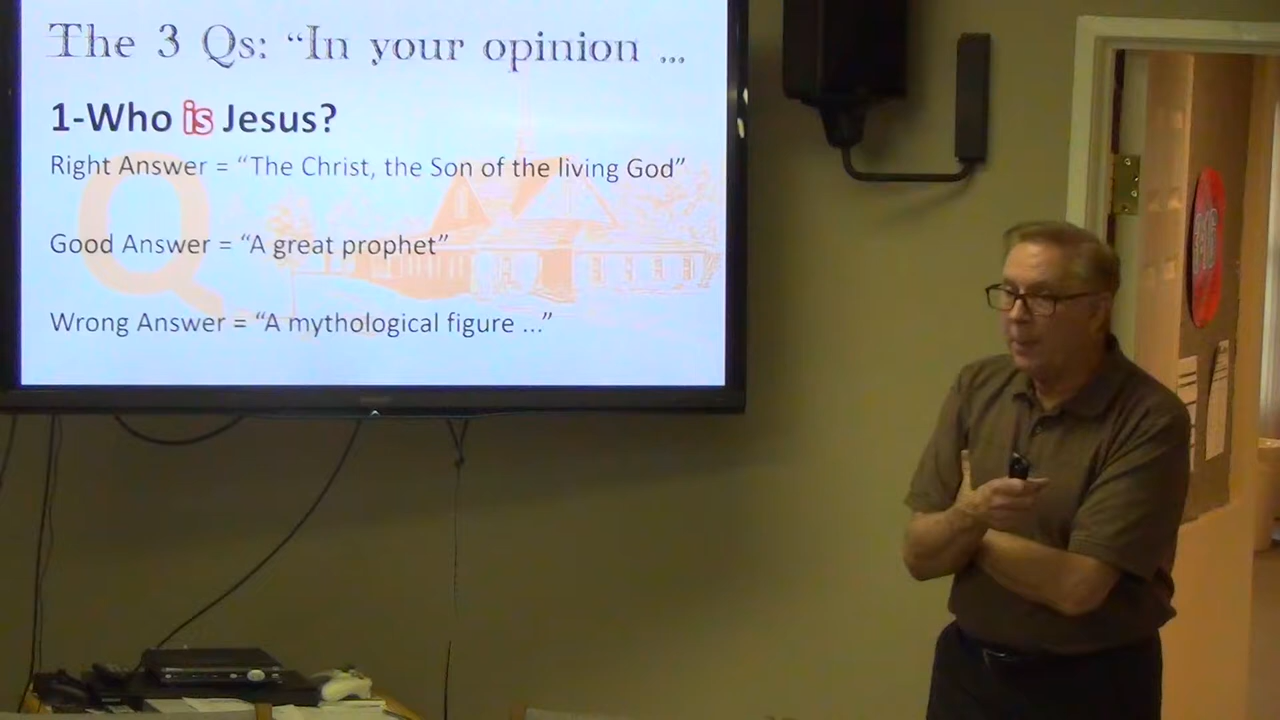 The 3 Qs: “In your opinion ...
1-Who is Jesus?
Right Answer = “The Christ, the Son of the living God”
Good Answer = “A great prophet”
Wrong Answer = “A mythological figure ...”